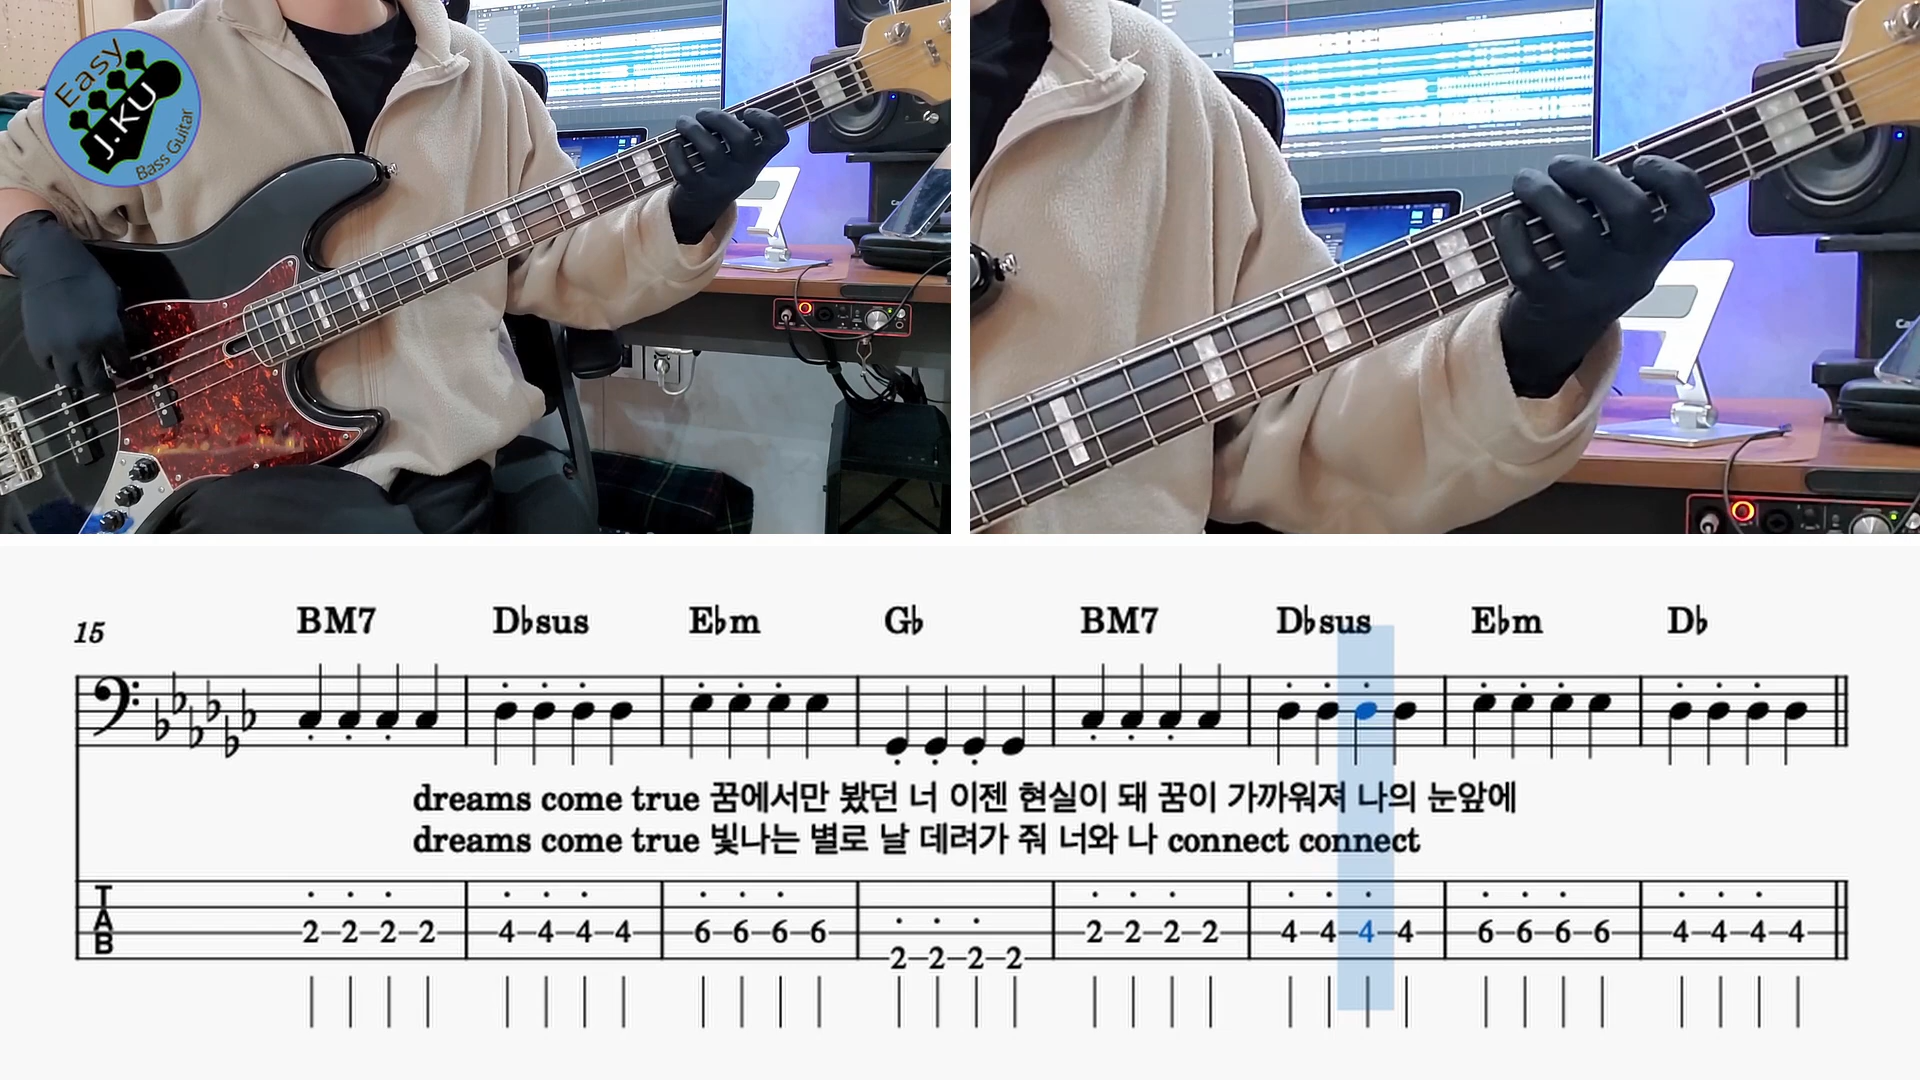 Easy
J.KU
Bass Guitar
15 BM7 D♭sus E♭m G♭ BM7 D♭sus E♭m D♭
dreams come true 꿈에서만 봤던 너 이젠 현실이 돼 꿈이 가까워져 나의 눈앞에
dreams come true 빛나는 별로 날 데려가 줘 너와 나 connect connect
TAB
2 2 2 2 4 4 4 4 6 6 6 6 2 2 2 2 2 2 2 2 4 4 4 4 6 6 6 6 4 4 4 4